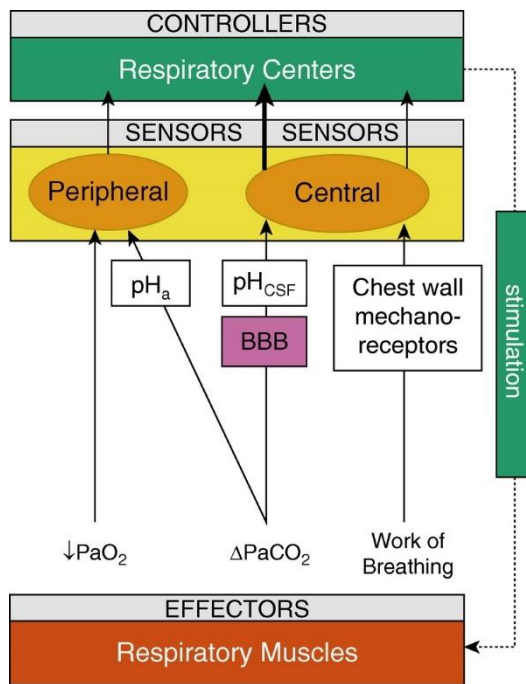 CONTROLLERS
Respiratory Centers
SENSORS SENSORS
Peripheral
Central
pHa
pHCSF
BBB
Chest wall
mechano-
receptors
stimulation
↓PaO2
ΔPaCO2
Work of
Breathing
EFFECTORS
Respiratory Muscles